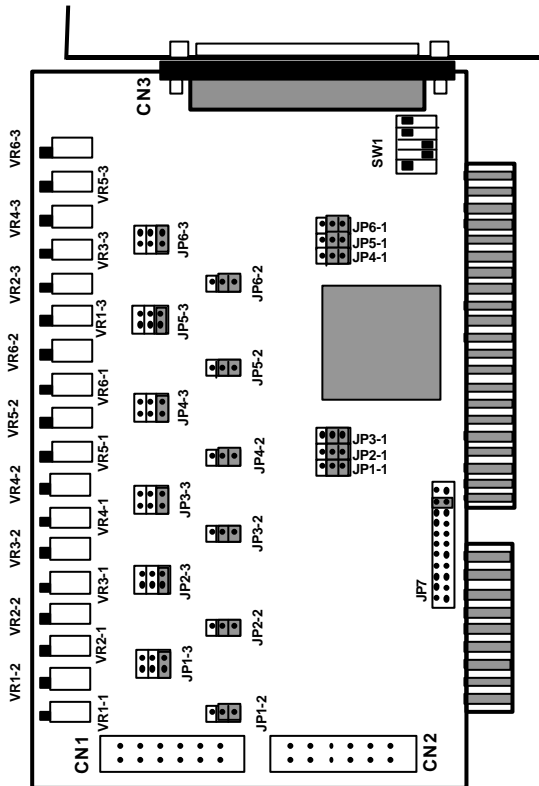 CN3
SW1
VR6-3
VR5-3
VR4-3
VR3-3
VR2-3
VR1-3
VR6-2
VR6-1
VR5-2
VR5-1
VR4-2
VR4-1
VR3-2
VR3-1
VR2-2
VR2-1
VR1-2
VR1-1
JP6-3
JP5-3
JP4-3
JP3-3
JP2-3
JP1-3
JP6-2
JP5-2
JP4-2
JP3-2
JP2-2
JP1-2
JP6-1
JP5-1
JP4-1
JP3-1
JP2-1
JP1-1
JP7
CN1
CN2